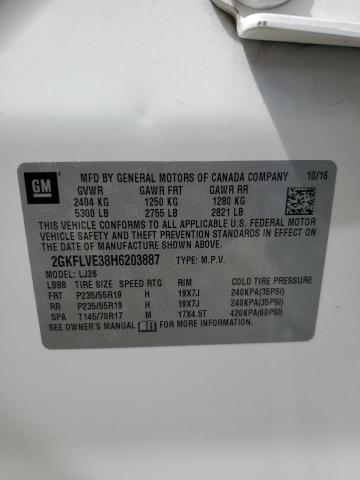 GM
MFD BY GENERAL MOTORS OF CANADA COMPANY 10/16
GVWR GAWR FRT GAWR RR
2404 KG 1250 KG 1280 KG
5300 LB 2755 LB 2821 LB
THIS VEHICLE CONFORMS TO ALL APPLICABLE U.S. FEDERAL MOTOR
VEHICLE SAFETY AND THEFT PREVENTION STANDARDS IN EFFECT ON
THE DATE OF MANUFACTURE SHOWN ABOVE.
2GKFLVE38H6203887 TYPE: M.P.V.
MODEL: LJ26
LBBB TIRE SIZE SPEED RTG RIM COLD TIRE PRESSURE
FRT P235/55R19 H 19X7J 240KPA(35PSI)
RR P235/55R19 H 19X7J 240KPA(35PSI)
SPA T145/70R17 M 17X4.5T 420KPA(60PSI)
SEE OWNER'S MANUAL FOR ADDITIONAL INFORMATION.